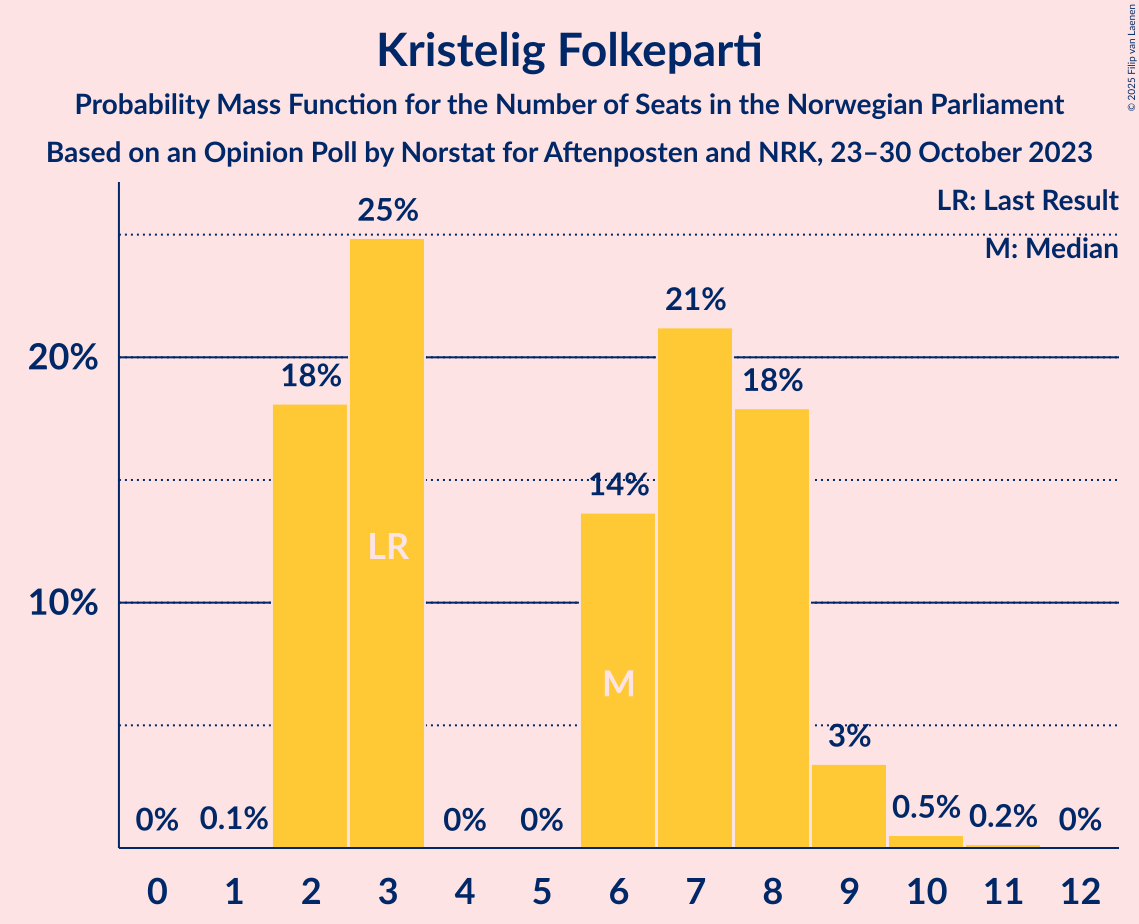 Kristelig Folkeparti
Probability Mass Function for the Number of Seats in the Norwegian Parliament
Based on an Opinion Poll by Norstat for Aftenposten and NRK, 23–30 October 2023
© 2025 Filip van Laenen
LR: Last Result
M: Median
25%
21%
20%
18%
18%
14%
LR
10%
M
3%
0%
0.1%
0%
0%
0.5%
0.2%
0%
0 1 2 3 4 5 6 7 8 9 10 11 12